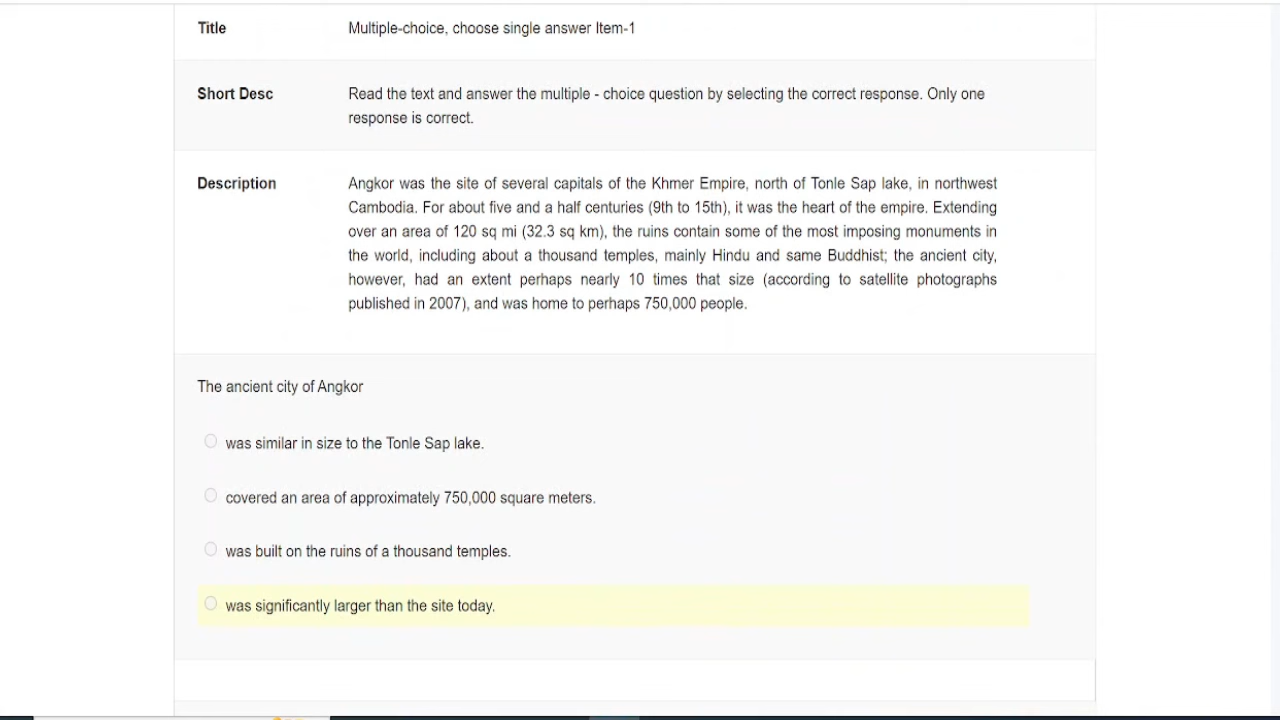 Title Multiple-choice, choose single answer Item-1
Short Desc Read the text and answer the multiple - choice question by selecting the correct response. Only one
response is correct.
Description Angkor was the site of several capitals of the Khmer Empire, north of Tonle Sap lake, in northwest
Cambodia. For about five and a half centuries (9th to 15th), it was the heart of the empire. Extending
over an area of 120 sq mi (32.3 sq km), the ruins contain some of the most imposing monuments in
the world, including about a thousand temples, mainly Hindu and same Buddhist; the ancient city,
however, had an extent perhaps nearly 10 times that size (according to satellite photographs
published in 2007), and was home to perhaps 750,000 people.
The ancient city of Angkor
was similar in size to the Tonle Sap lake.
covered an area of approximately 750,000 square meters.
was built on the ruins of a thousand temples.
was significantly larger than the site today.